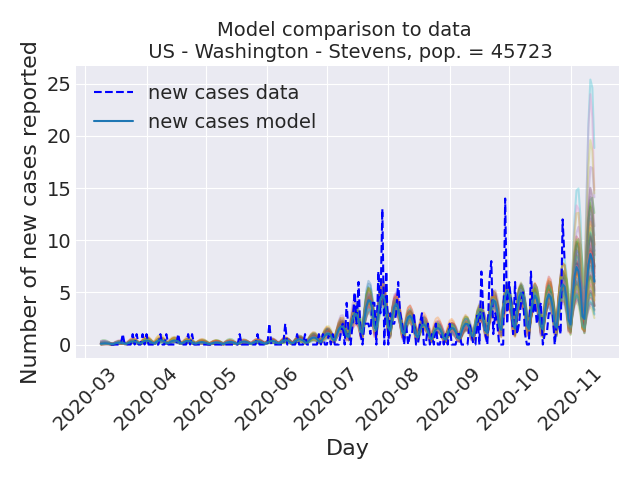 Model comparison to data
US - Washington - Stevens, pop. = 45723
Number of new cases reported
25
20
15
10
5
0
new cases data
new cases model
2020-03
2020-04
2020-05
2020-06
2020-07
2020-08
2020-09
2020-10
2020-11
Day